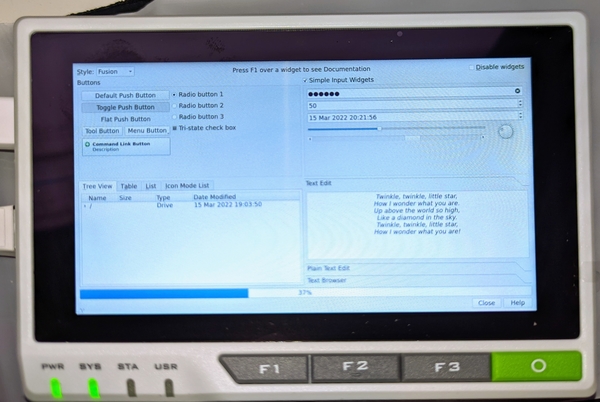 Style: Fusion
Press F1 over a widget to see Documentation
Disable widgets
Buttons
Default Push Button
Toggle Push Button
Flat Push Button
Tool Button
Menu Button
Command Link Button
Description
Radio button 1
Radio button 2
Radio button 3
Tri-state check box
Simple Input Widgets
●●●●●●
50
15 Mar 2022 20:21:56
Tree View
Table
List
Icon Mode List
Name Size Type Date Modified
/ Drive 15 Mar 2022 19:03:50
Text Edit
Twinkle, twinkle, little star,
How I wonder what you are.
Up above the world so high,
Like a diamond in the sky.
Twinkle, twinkle, little star,
How I wonder what you are!
Plain Text Edit
Text Browser
37%
Close
Help
PWR SYS STA USR
F1
F2
F3